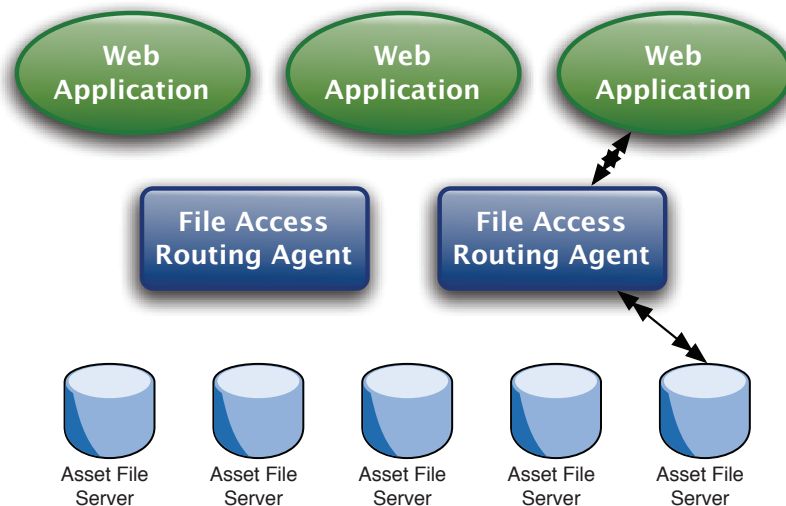 Web
Application
Web
Application
Web
Application
File Access
Routing Agent
File Access
Routing Agent
Asset File
Server
Asset File
Server
Asset File
Server
Asset File
Server
Asset File
Server